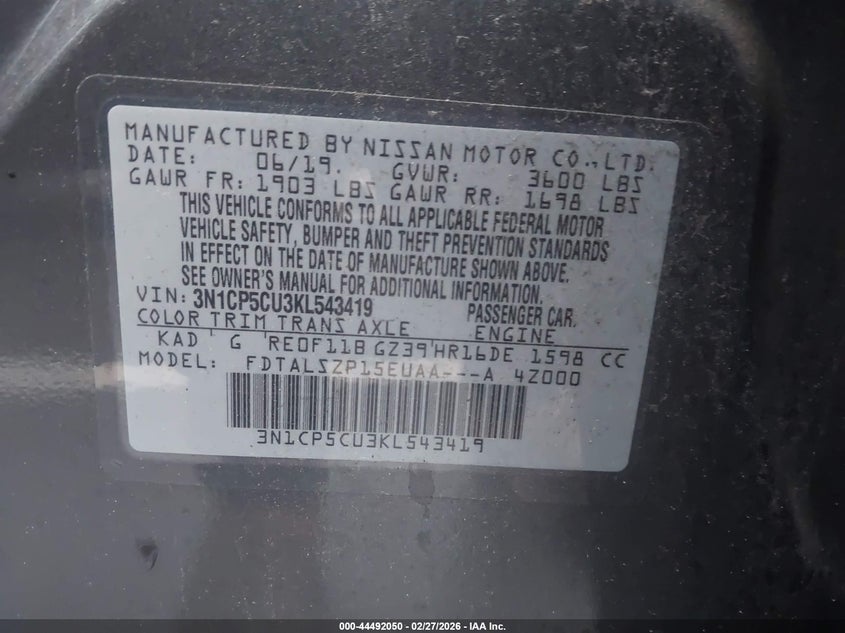 MANUFACTURED BY NISSAN MOTOR CO., LTD.
DATE: 06/19. GVWR: 3600 LBS
GAWR FR: 1903 LBS GAWR RR: 1698 LBS
THIS VEHICLE CONFORMS TO ALL APPLICABLE FEDERAL MOTOR
VEHICLE SAFETY, BUMPER AND THEFT PREVENTION STANDARDS
IN EFFECT ON THE DATE OF MANUFACTURE SHOWN ABOVE.
SEE OWNER'S MANUAL FOR ADDITIONAL INFORMATION.
VIN: 3N1CP5CU3KL543419 PASSENGER CAR.
COLOR TRIM TRANS AXLE ENGINE
KAD G RE0F11B GZ39 HR16DE 1598 CC
MODEL: FDTALSZP15EUAA---A 4Z000
3N1CP5CU3KL543419
000-44492050 - 02/27/2026 - IAA Inc.